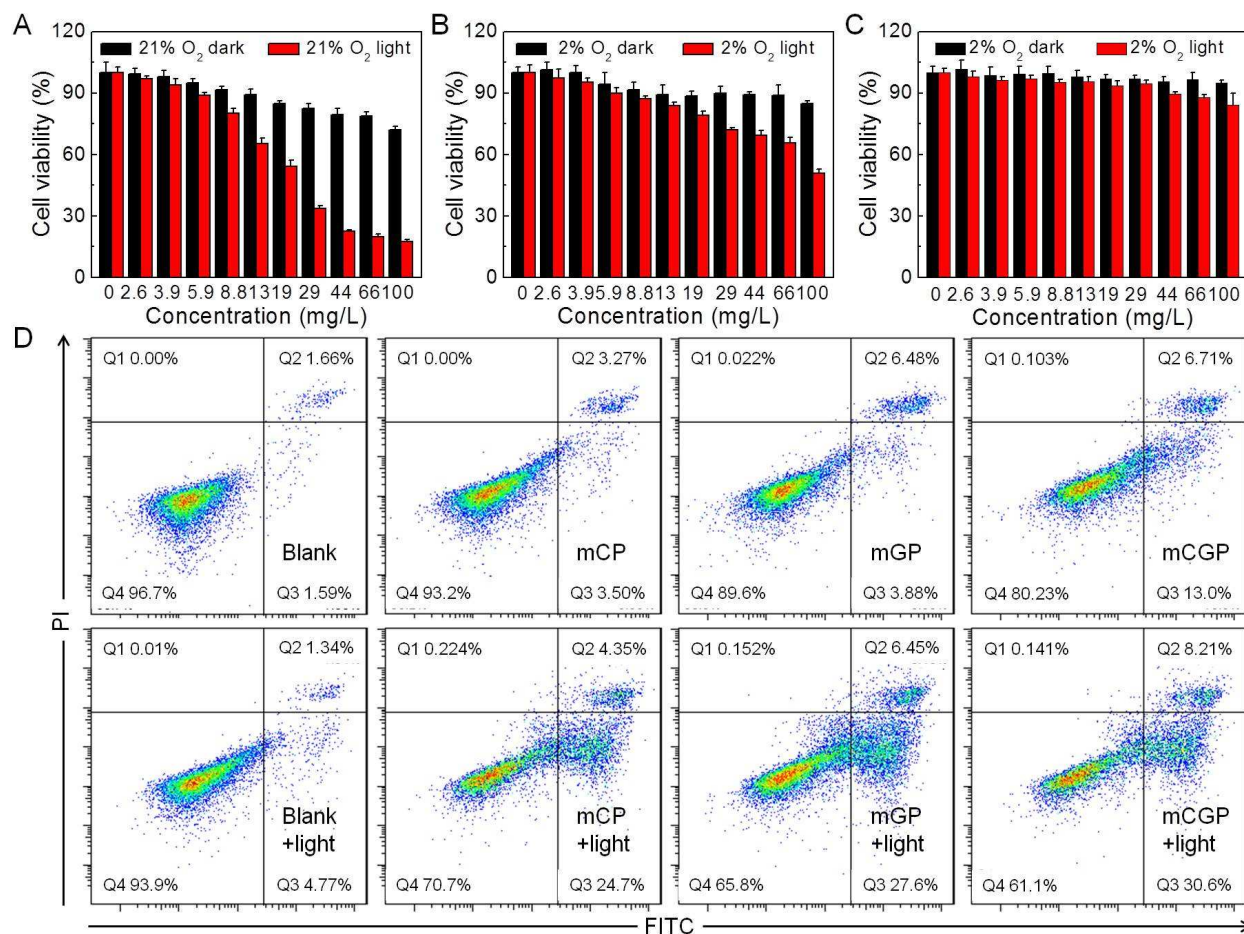 A
21% O2 dark 21% O2 light
Cell viability (%)
120
90
60
30
0
0 2.6 3.9 5.9 8.8 13 19 29 44 66 100
Concentration (mg/L)
B
2% O2 dark 2% O2 light
Cell viability (%)
120
90
60
30
0
0 2.6 3.9 5.9 8.8 13 19 29 44 66 100
Concentration (mg/L)
C
2% O2 dark 2% O2 light
Cell viability (%)
120
90
60
30
0
0 2.6 3.9 5.9 8.8 13 19 29 44 66 100
Concentration (mg/L)
D
PI
Q1 0.00% Q2 1.66%
Blank
Q4 96.7% Q3 1.59%
Q1 0.00% Q2 3.27%
mCP
Q4 93.2% Q3 3.50%
Q1 0.022% Q2 6.48%
mGP
Q4 89.6% Q3 3.88%
Q1 0.103% Q2 6.71%
mCGP
Q4 80.23% Q3 13.0%
Q1 0.01% Q2 1.34%
Blank
+light
Q4 93.9% Q3 4.77%
Q1 0.224% Q2 4.35%
mCP
+light
Q4 70.7% Q3 24.7%
Q1 0.152% Q2 6.45%
mGP
+light
Q4 65.8% Q3 27.6%
Q1 0.141% Q2 8.21%
mCGP
+light
Q4 61.1% Q3 30.6%
FITC